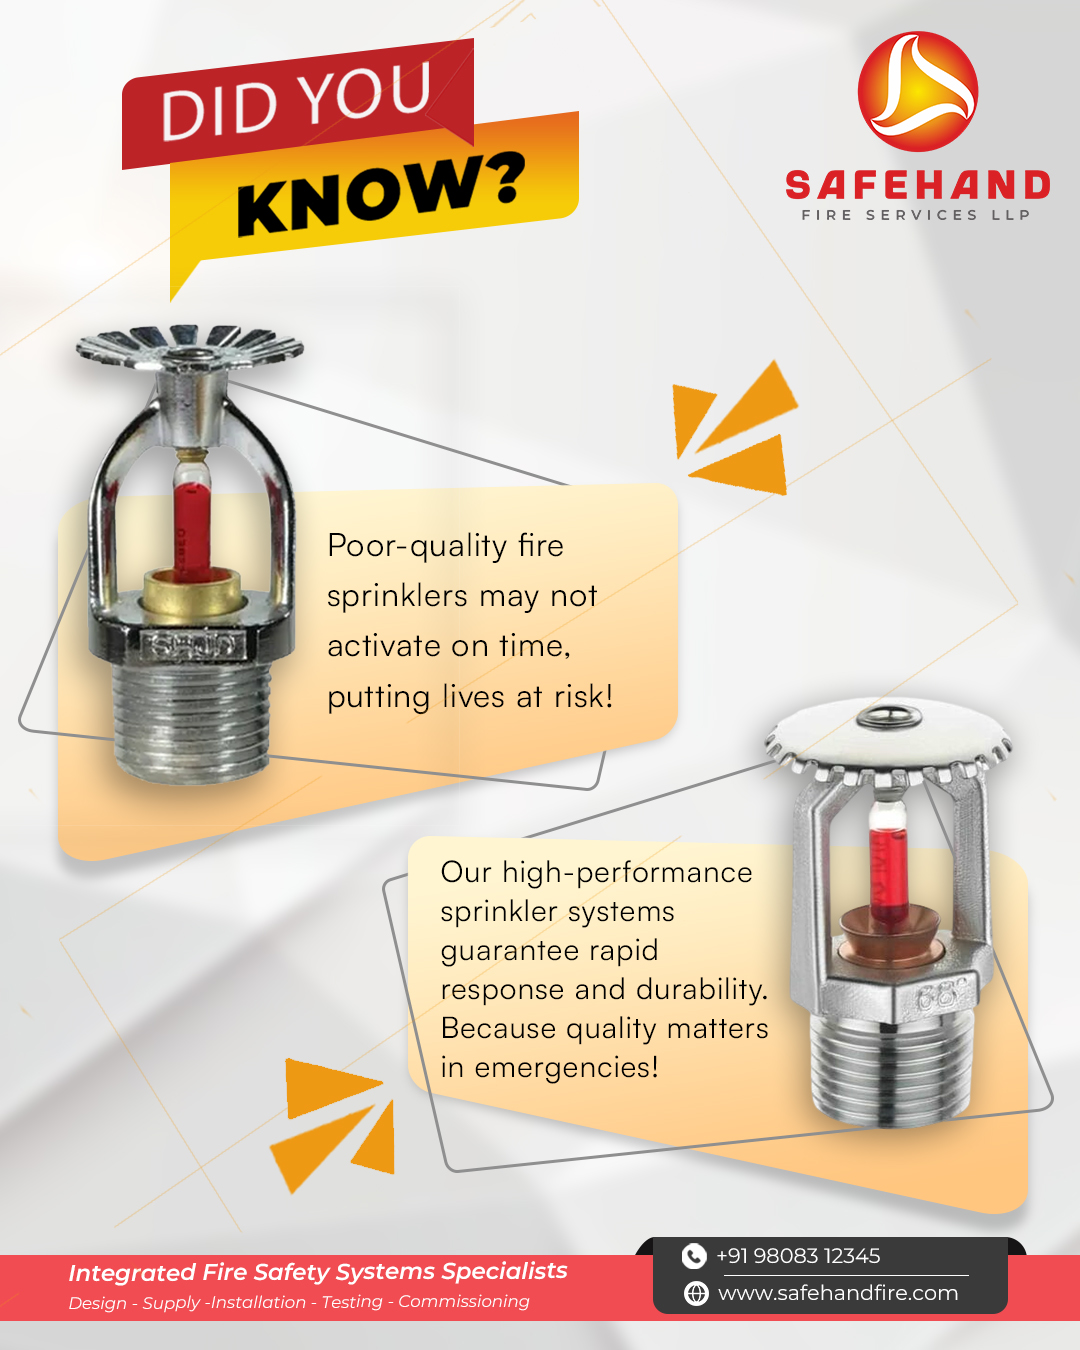 DID YOU
KNOW?
SAFEHAND
FIRE SERVICES LLP
Poor-quality fire
sprinklers may not
activate on time,
putting lives at risk!
Our high-performance
sprinkler systems
guarantee rapid
response and durability.
Because quality matters
in emergencies!
68°
Integrated Fire Safety Systems Specialists
Design - Supply -Installation - Testing - Commissioning
+91 98083 12345
www.safehandfire.com